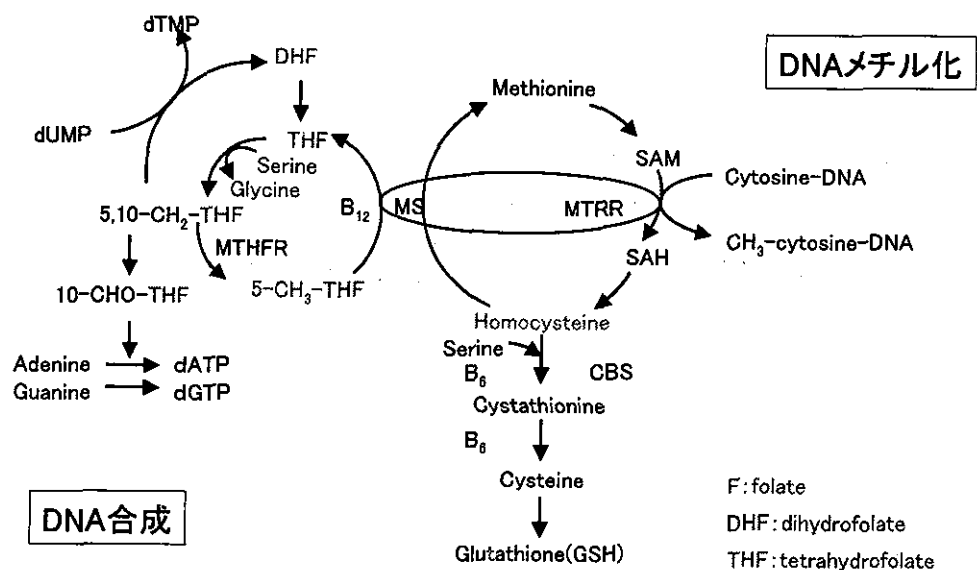 dTMP
DHF
DNAメチル化
Methionine
dUMP
THF
Serine
Glycine
SAM
Cytosine-DNA
5,10-CH₂-THF
B₁₂
MS
MTRR
MTHFR
CH₃-cytosine-DNA
SAH
10-CHO-THF
5-CH₃-THF
Homocysteine
Serine
Adenine
dATP
B₆
CBS
Guanine
dGTP
Cystathionine
B₆
Cysteine
F:folate
DNA合成
DHF:dihydrofolate
Glutathione(GSH)
THF:tetrahydrofolate